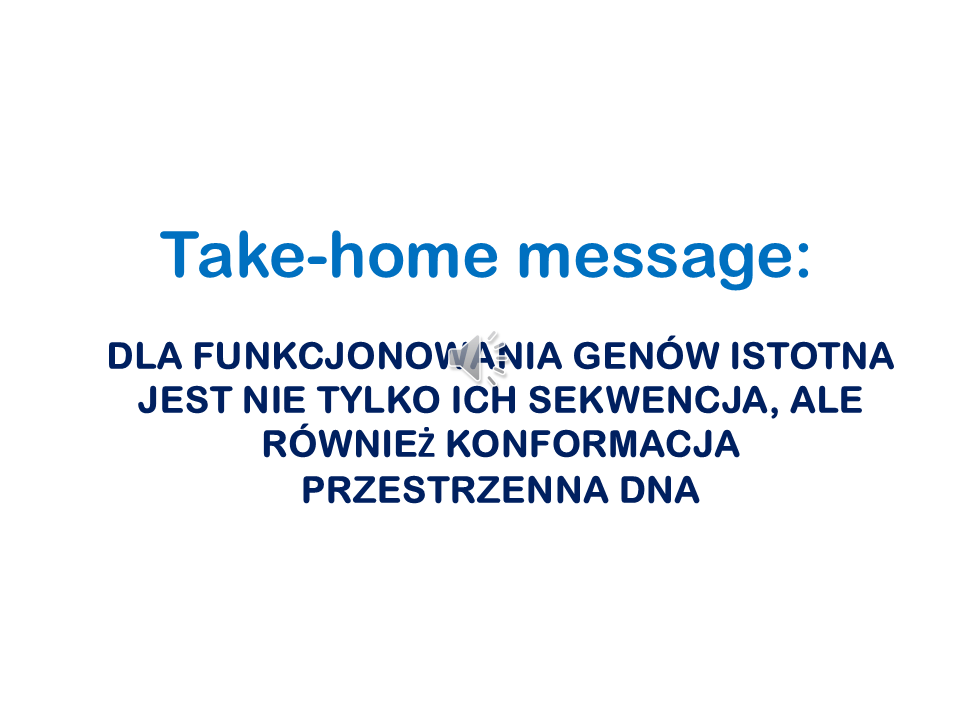 Take-home message:
DLA FUNKCJONOWANIA GENÓW ISTOTNA
JEST NIE TYLKO ICH SEKWENCJA, ALE
RÓWNIEŻ KONFORMACJA
PRZESTRZENNA DNA